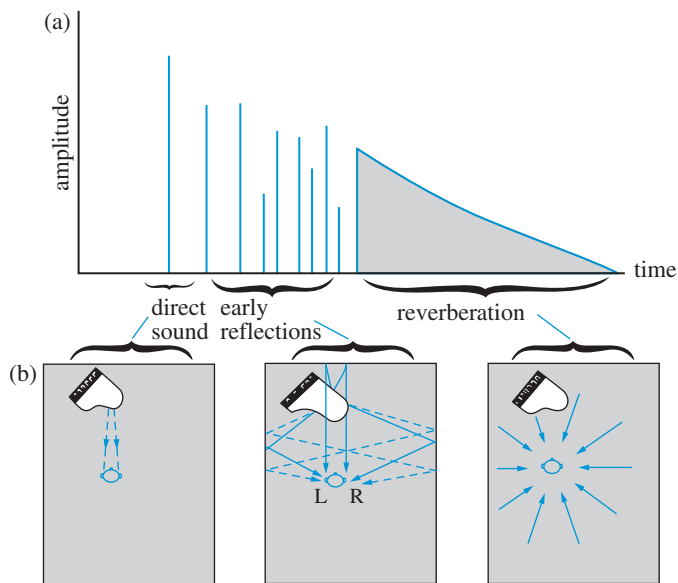 (a)
amplitude
time
direct
sound
early
reflections
reverberation
(b)
L R